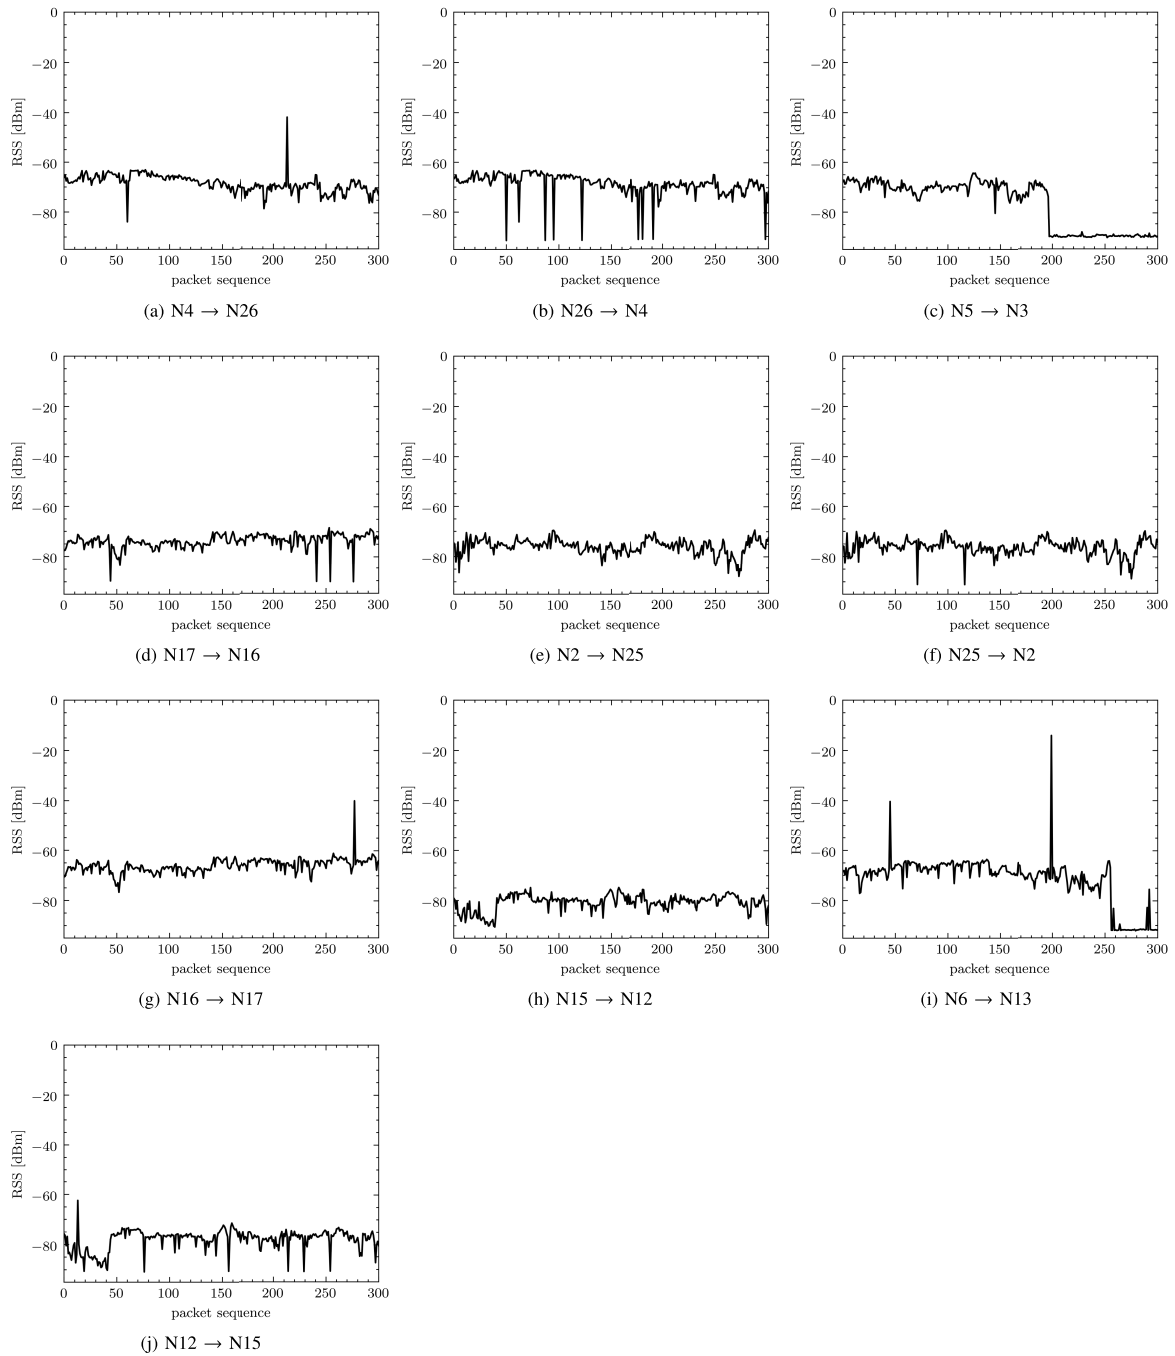 0
−20
−40
−60
−80
RSS [dBm]
0 50 100 150 200 250 300
packet sequence
(a) N4 → N26
0
−20
−40
−60
−80
RSS [dBm]
0 50 100 150 200 250 300
packet sequence
(b) N26 → N4
0
−20
−40
−60
−80
RSS [dBm]
0 50 100 150 200 250 300
packet sequence
(c) N5 → N3
0
−20
−40
−60
−80
RSS [dBm]
0 50 100 150 200 250 300
packet sequence
(d) N17 → N16
0
−20
−40
−60
−80
RSS [dBm]
0 50 100 150 200 250 300
packet sequence
(e) N2 → N25
0
−20
−40
−60
−80
RSS [dBm]
0 50 100 150 200 250 300
packet sequence
(f) N25 → N2
0
−20
−40
−60
−80
RSS [dBm]
0 50 100 150 200 250 300
packet sequence
(g) N16 → N17
0
−20
−40
−60
−80
RSS [dBm]
0 50 100 150 200 250 300
packet sequence
(h) N15 → N12
0
−20
−40
−60
−80
RSS [dBm]
0 50 100 150 200 250 300
packet sequence
(i) N6 → N13
0
−20
−40
−60
−80
RSS [dBm]
0 50 100 150 200 250 300
packet sequence
(j) N12 → N15